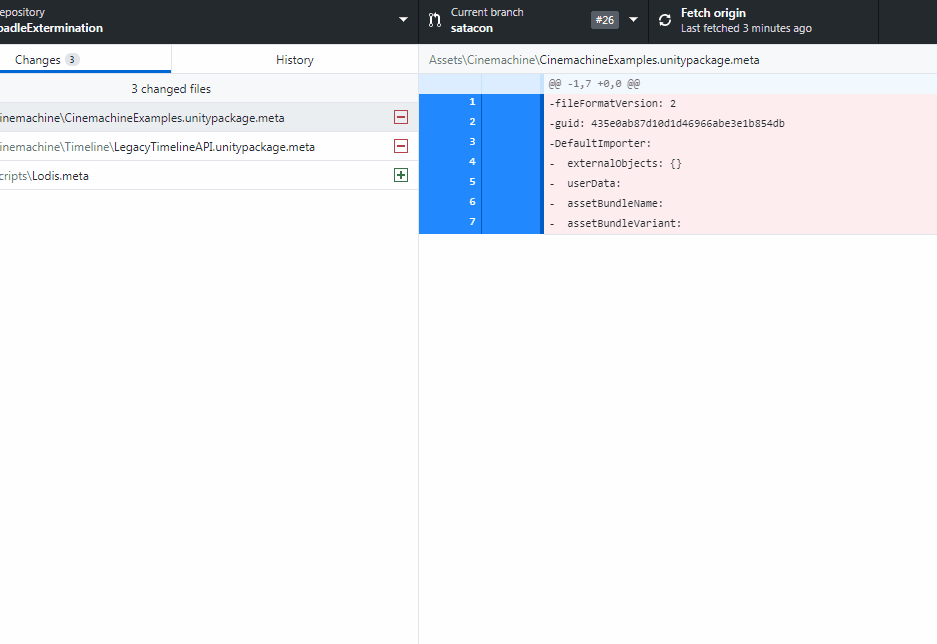 epository
oadleExtermination
Current branch
satacon
#26
Fetch origin
Last fetched 3 minutes ago
Changes 3
History
3 changed files
inemachine\CinemachineExamples.unitypackage.meta
inemachine\Timeline\LegacyTimelineAPI.unitypackage.meta
cripts\Lodis.meta
Assets\Cinemachine\CinemachineExamples.unitypackage.meta
@@ -1,7 +0,0 @@
1 -fileFormatVersion: 2
2 -guid: 435e0ab87d10d1d46966abe3e1b854db
3 -DefaultImporter:
4 -  externalObjects: {}
5 -  userData:
6 -  assetBundleName:
7 -  assetBundleVariant: